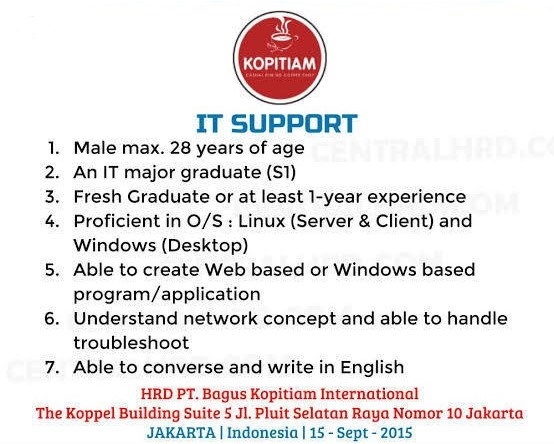 KOPITIAM
IT SUPPORT
1. Male max. 28 years of age
2. An IT major graduate (S1)
3. Fresh Graduate or at least 1-year experience
4. Proficient in O/S : Linux (Server & Client) and
Windows (Desktop)
5. Able to create Web based or Windows based
program/application
6. Understand network concept and able to handle
troubleshoot
7. Able to converse and write in English
HRD PT. Bagus Kopitiam International
The Koppel Building Suite 5 Jl. Pluit Selatan Raya Nomor 10 Jakarta
JAKARTA | Indonesia | 15 - Sept - 2015